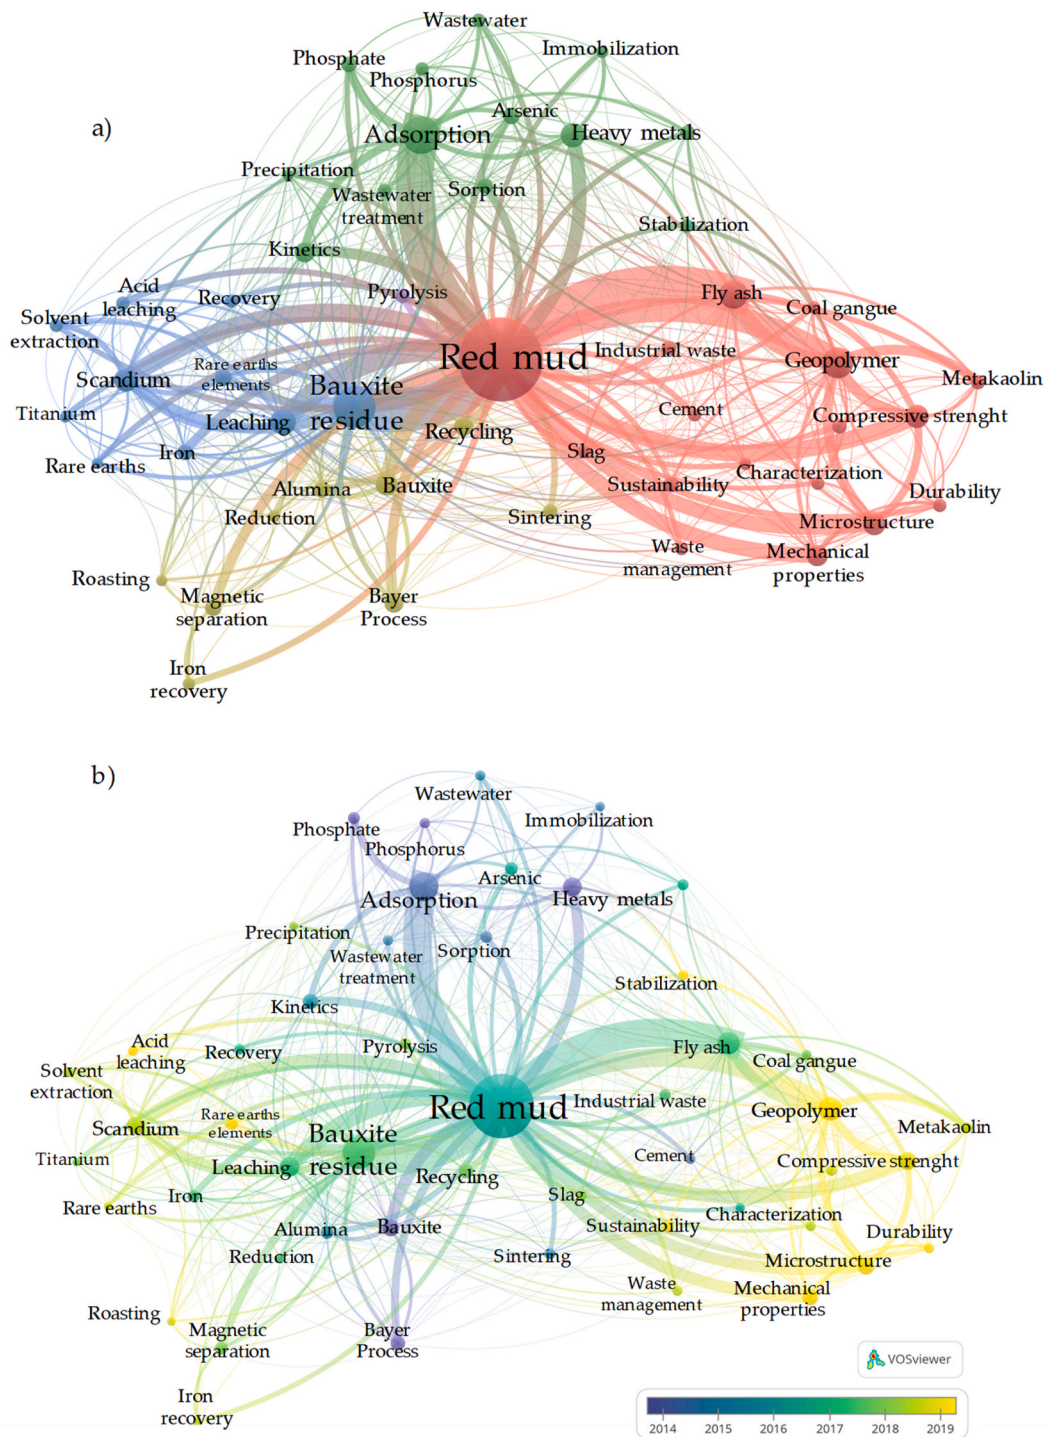 a)
Wastewater
Immobilization
Phosphate
Phosphorus
Arsenic
Adsorption
Heavy metals
Precipitation
Wastewater
treatment
Sorption
Stabilization
Kinetics
Acid
leaching
Recovery
Pyrolysis
Fly ash
Coal gangue
Solvent
extraction
Red mud
Industrial waste
Geopolymer
Rare earths
elements
Scandium
Bauxite
residue
Metakaolin
Titanium
Leaching
Cement
Compressive strenght
Recycling
Iron
Slag
Rare earths
Characterization
Alumina
Bauxite
Sustainability
Durability
Reduction
Sintering
Microstructure
Waste
management
Mechanical
properties
Roasting
Magnetic
separation
Bayer
Process
Iron
recovery
b)
Wastewater
Immobilization
Phosphate
Phosphorus
Arsenic
Adsorption
Heavy metals
Precipitation
Wastewater
treatment
Sorption
Stabilization
Kinetics
Acid
leaching
Recovery
Pyrolysis
Fly ash
Coal gangue
Solvent
extraction
Red mud
Industrial waste
Geopolymer
Rare earths
elements
Scandium
Bauxite
residue
Metakaolin
Titanium
Leaching
Cement
Compressive strenght
Recycling
Iron
Slag
Rare earths
Characterization
Alumina
Bauxite
Sustainability
Durability
Reduction
Sintering
Microstructure
Waste
management
Mechanical
properties
Roasting
Magnetic
separation
Bayer
Process
Iron
recovery
VOSviewer
2014 2015 2016 2017 2018 2019